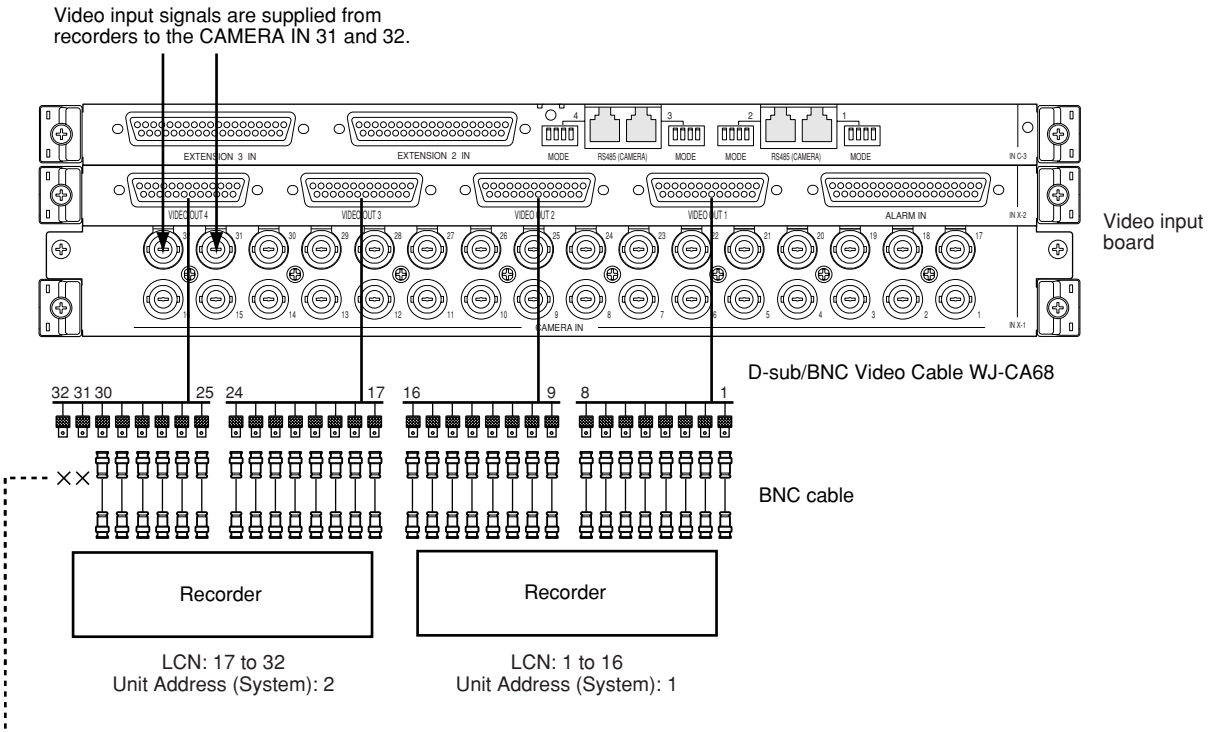 Video input signals are supplied from
recorders to the CAMERA IN 31 and 32.
4 3 2 1
EXTENSION 3 IN EXTENSION 2 IN MODE RS485 (CAMERA) MODE MODE RS485 (CAMERA) MODE IN C-3
VIDEO OUT 4 VIDEO OUT 3 VIDEO OUT 2 VIDEO OUT 1 ALARM IN IN X-2
Video input
board
32 31 30 29 28 27 26 25 24 23 22 21 20 19 18 17
16 15 14 13 12 11 10 9 8 7 6 5 4 3 2 1
CAMERA IN IN X-1
D-sub/BNC Video Cable WJ-CA68
32 31 30 25 24 17 16 9 8 1
BNC cable
Recorder Recorder
LCN: 17 to 32 LCN: 1 to 16
Unit Address (System): 2 Unit Address (System): 1